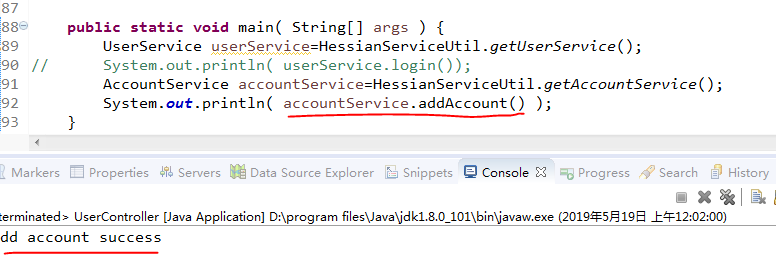 87
88 public static void main( String[] args ) {
89 UserService userService=HessianServiceUtil.getUserService();
90 // System.out.println( userService.login());
91 AccountService accountService=HessianServiceUtil.getAccountService();
92 System.out.println( accountService.addAccount() );
93 }
Markers Properties Servers Data Source Explorer Snippets Console Progress Search History
terminated> UserController [Java Application] D:\program files\Java\jdk1.8.0_101\bin\javaw.exe (2019年5月19日 上午12:02:00)
dd account success